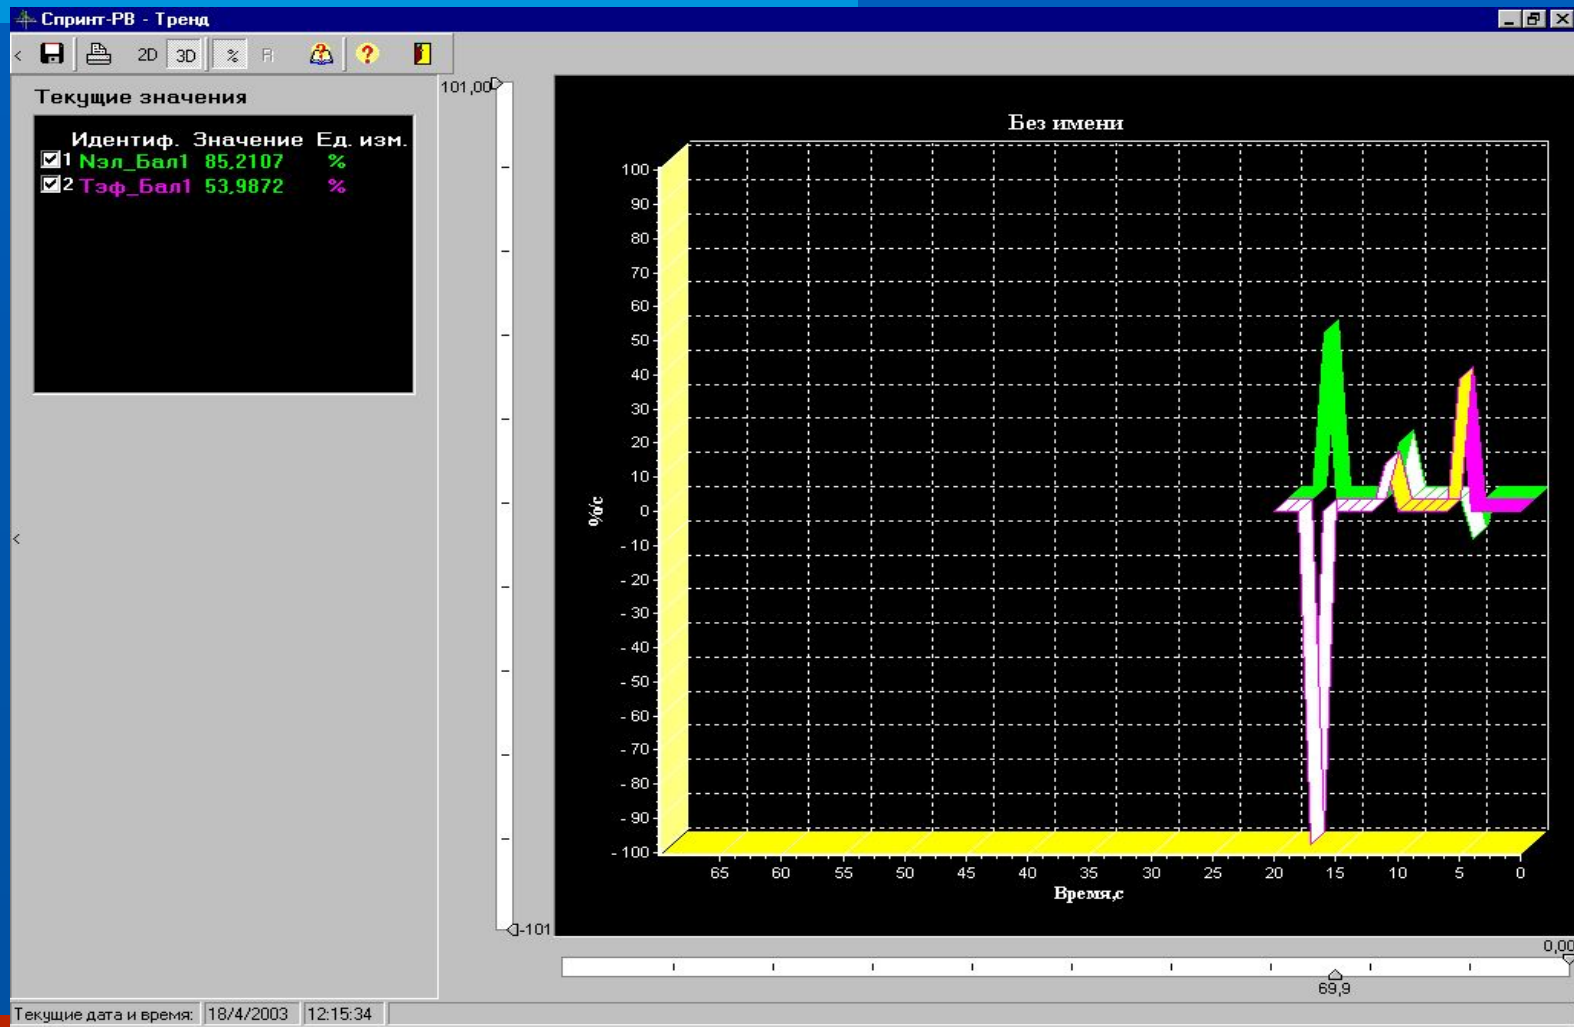 Спринт-РВ - Тренд
< 2D 3D % R ? ?
Текущие значения
Идентиф. Значение Ед. изм.
1 Nэл_Бал1 85,2107 %
2 Тэф_Бал1 53,9872 %
<
101,00
-101
Без имени
100
90
80
70
60
50
40
30
20
10
0
- 10
- 20
- 30
- 40
- 50
- 60
- 70
- 80
- 90
- 100
%/с
65 60 55 50 45 40 35 30 25 20 15 10 5 0
Время,с
0,00
69,9
Текущие дата и время: 18/4/2003 12:15:34